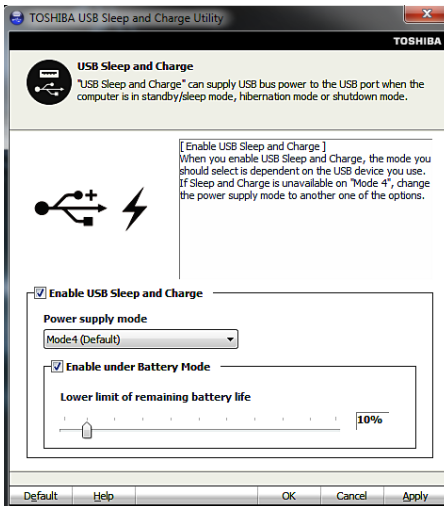 TOSHIBA USB Sleep and Charge Utility
TOSHIBA
USB Sleep and Charge
"USB Sleep and Charge" can supply USB bus power to the USB port when the
computer is in standby/sleep mode, hibernation mode or shutdown
mode.
[ Enable USB Sleep and Charge ]
When you enable USB Sleep and Charge, the mode you
should select is dependent on the USB device you use.
If Sleep and Charge is unavailable on "Mode 4", change
the power supply mode to another one of the options.
Enable USB Sleep and Charge
Power supply mode
Mode4 (Default)
Enable under Battery Mode
Lower limit of remaining battery life
10%
Default Help OK Cancel Apply